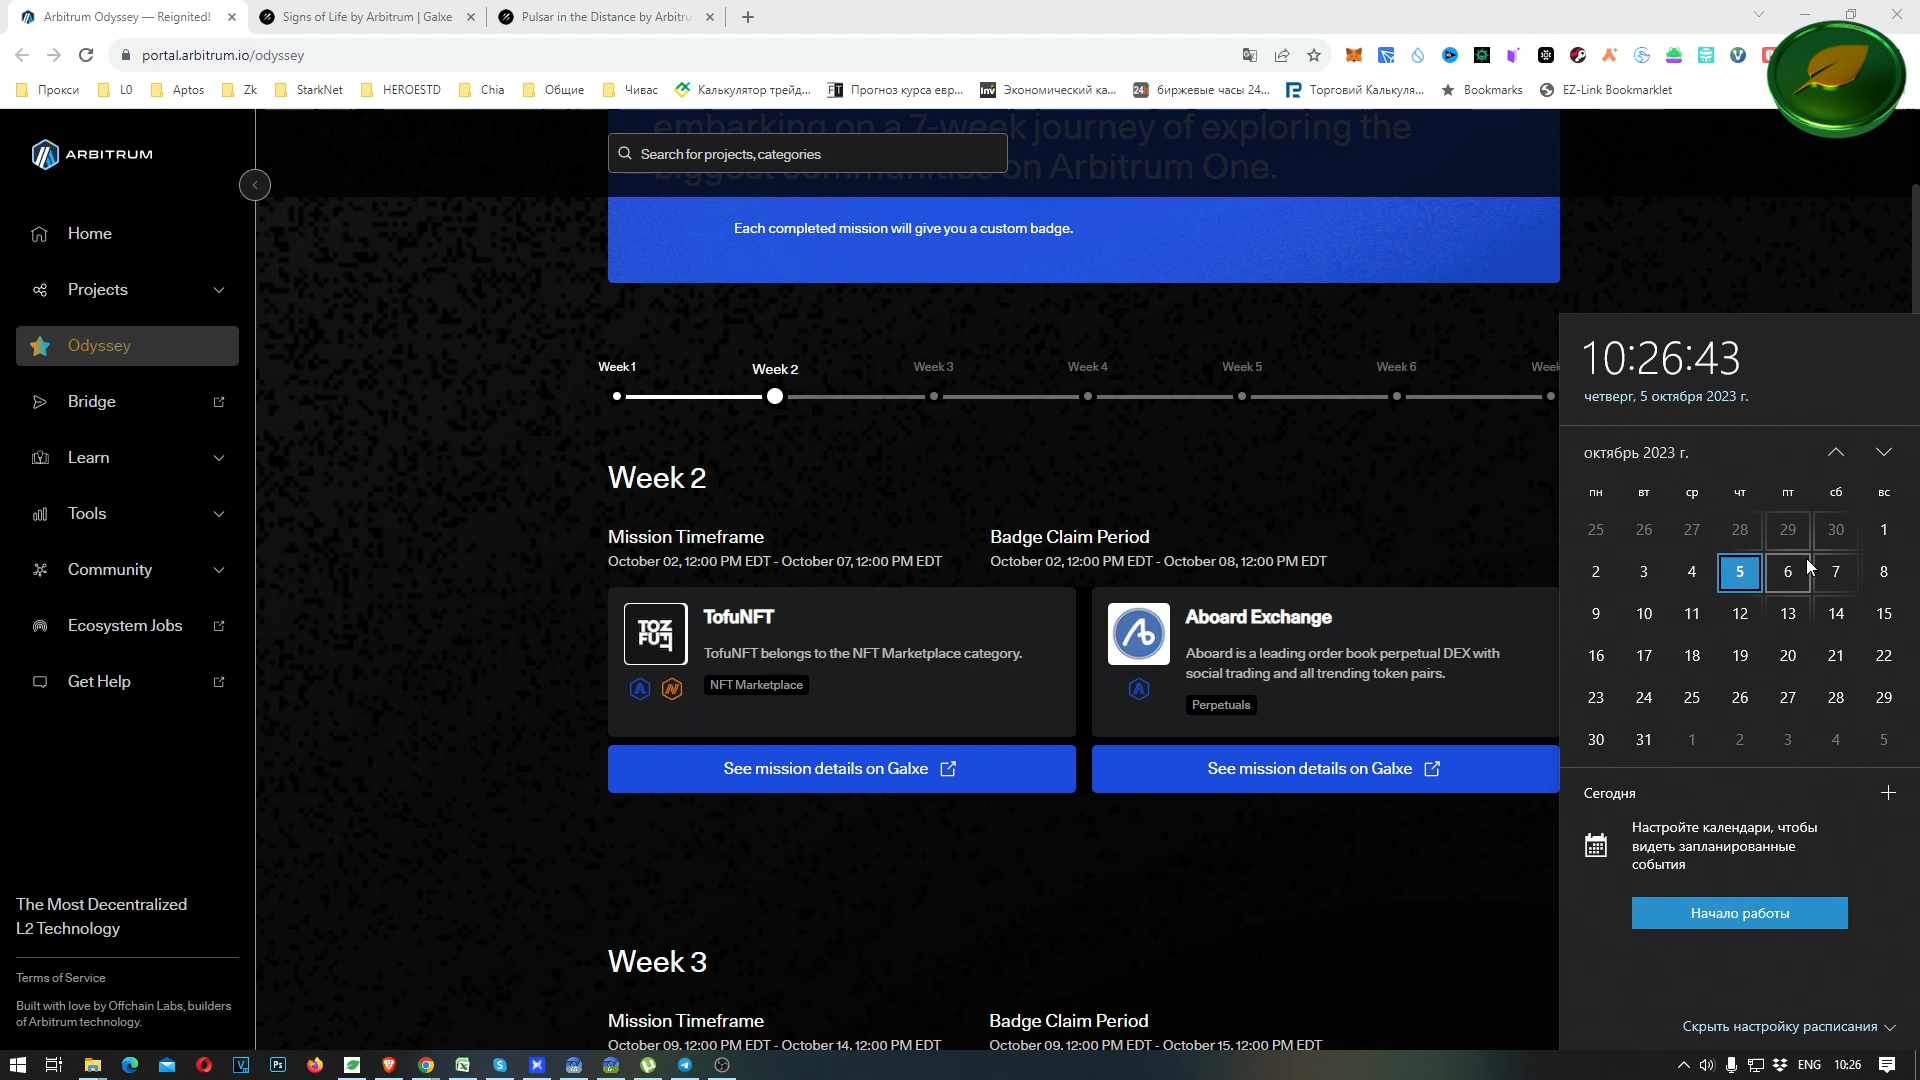 Arbitrum Odyssey — Reignited!
Signs of Life by Arbitrum | Galxe
Pulsar in the Distance by Arbitru
portal.arbitrum.io/odyssey
Прокси
L0
Aptos
Zk
StarkNet
HEROESTD
Chia
Общие
Чивас
Калькулятор трейд...
Прогноз курса евр...
Экономический ка...
биржевые часы 24...
Торговий Калькуля...
Bookmarks
EZ-Link Bookmarklet
ARBITRUM
Home
Projects
Odyssey
Bridge
Learn
Tools
Community
Ecosystem Jobs
Get Help
The Most Decentralized
L2 Technology
Terms of Service
Built with love by Offchain Labs, builders
of Arbitrum technology.
embarking on a 7-week journey of exploring the
Search for projects, categories
biggest communities on Arbitrum One.
Each completed mission will give you a custom badge.
Week 1
Week 2
Week 3
Week 4
Week 5
Week 6
Week
Week 2
Mission Timeframe
October 02, 12:00 PM EDT - October 07, 12:00 PM EDT
Badge Claim Period
October 02, 12:00 PM EDT - October 08, 12:00 PM EDT
TofuNFT
TofuNFT belongs to the NFT Marketplace category.
NFT Marketplace
See mission details on Galxe
Aboard Exchange
Aboard is a leading order book perpetual DEX with
social trading and all trending token pairs.
Perpetuals
See mission details on Galxe
Week 3
Mission Timeframe
October 09, 12:00 PM EDT - October 14, 12:00 PM EDT
Badge Claim Period
October 09, 12:00 PM EDT - October 15, 12:00 PM EDT
10:26:43
четверг, 5 октября 2023 г.
октябрь 2023 г.
пн вт ср чт пт сб вс
25 26 27 28 29 30 1
2 3 4 5 6 7 8
9 10 11 12 13 14 15
16 17 18 19 20 21 22
23 24 25 26 27 28 29
30 31 1 2 3 4 5
Сегодня
Настройте календари, чтобы
видеть запланированные
события
Начало работы
Скрыть настройку расписания
ENG
10:26